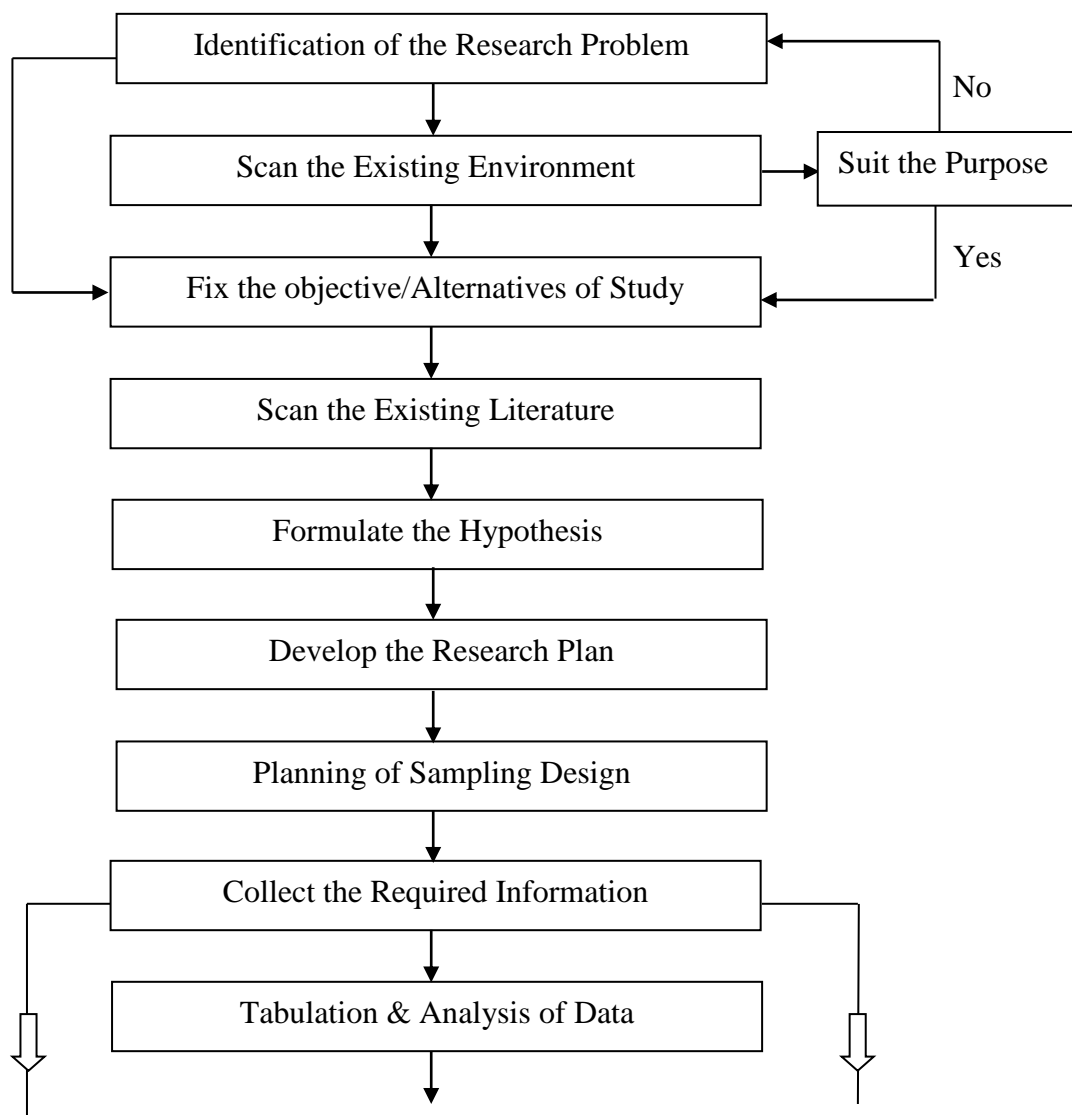 Identification of the Research Problem
No
Scan the Existing Environment
Suit the Purpose
Yes
Fix the objective/Alternatives of Study
Scan the Existing Literature
Formulate the Hypothesis
Develop the Research Plan
Planning of Sampling Design
Collect the Required Information
Tabulation & Analysis of Data